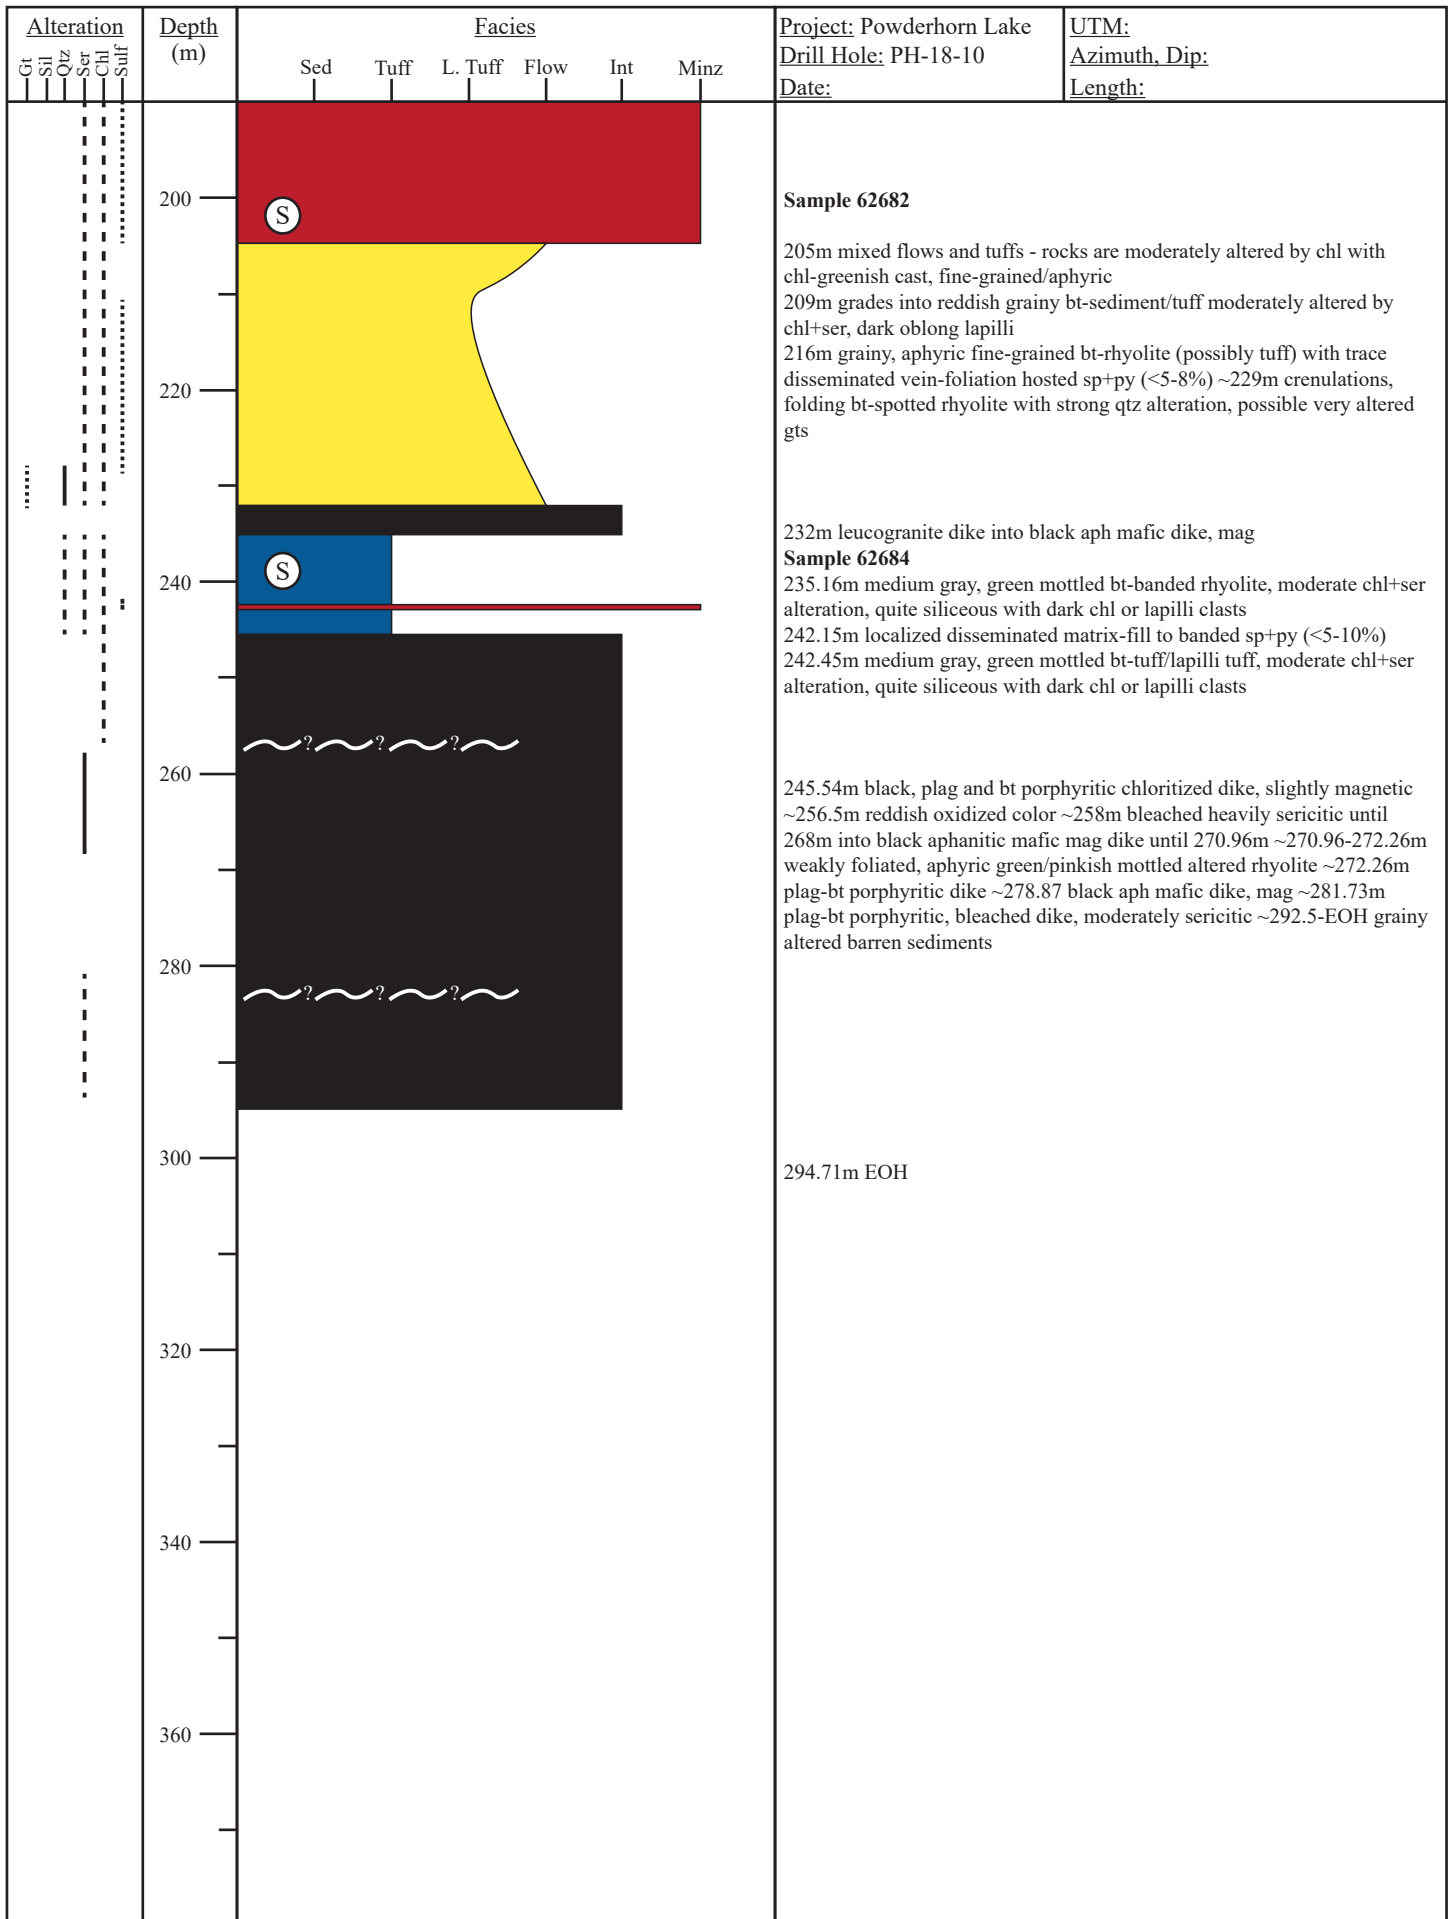 Alteration
Gt
Sil
Qtz
Ser
Chl
Sulf
Depth
(m)
Facies
Sed Tuff L. Tuff Flow Int Minz
Project: Powderhorn Lake
Drill Hole: PH-18-10
Date:
UTM:
Azimuth, Dip:
Length:
200
S
Sample 62682
205m mixed flows and tuffs - rocks are moderately altered by chl with
chl-greenish cast, fine-grained/aphyric
209m grades into reddish grainy bt-sediment/tuff moderately altered by
chl+ser, dark oblong lapilli
216m grainy, aphyric fine-grained bt-rhyolite (possibly tuff) with trace
disseminated vein-foliation hosted sp+py (<5-8%) ~229m crenulations,
folding bt-spotted rhyolite with strong qtz alteration, possible very altered
gts
220
232m leucogranite dike into black aph mafic dike, mag
Sample 62684
235.16m medium gray, green mottled bt-banded rhyolite, moderate chl+ser
alteration, quite siliceous with dark chl or lapilli clasts
242.15m localized disseminated matrix-fill to banded sp+py (<5-10%)
242.45m medium gray, green mottled bt-tuff/lapilli tuff, moderate chl+ser
alteration, quite siliceous with dark chl or lapilli clasts
240
S
? ? ?
260
245.54m black, plag and bt porphyritic chloritized dike, slightly magnetic
~256.5m reddish oxidized color ~258m bleached heavily sericitic until
268m into black aphanitic mafic mag dike until 270.96m ~270.96-272.26m
weakly foliated, aphyric green/pinkish mottled altered rhyolite ~272.26m
plag-bt porphyritic dike ~278.87 black aph mafic dike, mag ~281.73m
plag-bt porphyritic, bleached dike, moderately sericitic ~292.5-EOH grainy
altered barren sediments
280
? ? ?
300
294.71m EOH
320
340
360